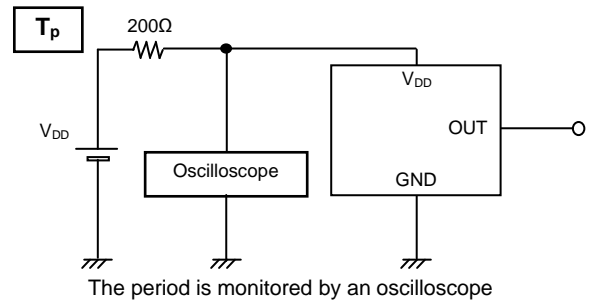 Tp
200Ω
VDD
VDD
OUT
Oscilloscope
GND
The period is monitored by an oscilloscope